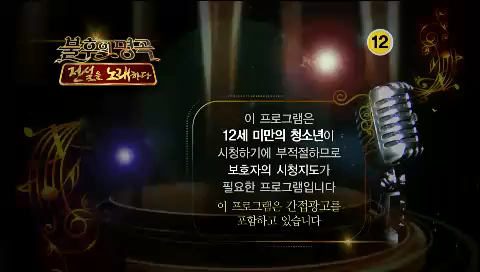 불후의 명곡
전설을 노래하다
12
이 프로그램은
12세 미만의 청소년이
시청하기에 부적절하므로
보호자의 시청지도가
필요한 프로그램입니다
이 프로그램은 간접광고를
포함하고 있습니다